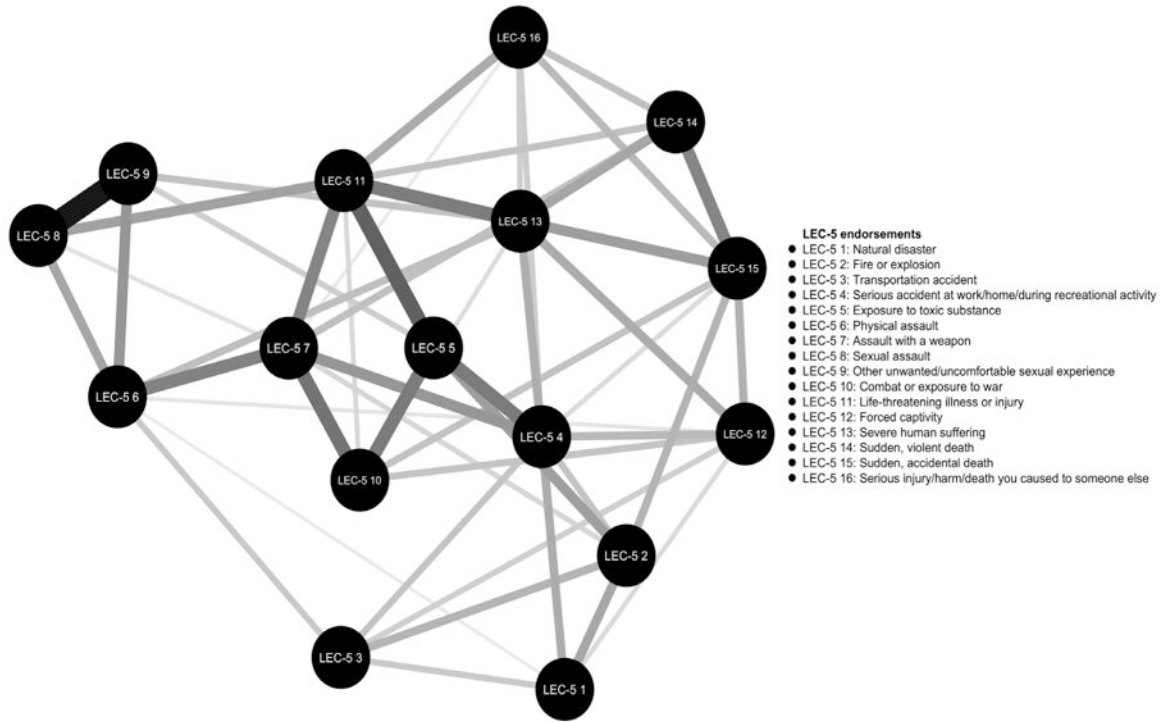 LEC-5 16
LEC-5 14
LEC-5 9
LEC-5 11
LEC-5 13
LEC-5 8
LEC-5 15
LEC-5 7
LEC-5 5
LEC-5 6
LEC-5 4
LEC-5 12
LEC-5 10
LEC-5 2
LEC-5 3
LEC-5 1
LEC-5 endorsements
LEC-5 1: Natural disaster
LEC-5 2: Fire or explosion
LEC-5 3: Transportation accident
LEC-5 4: Serious accident at work/home/during recreational activity
LEC-5 5: Exposure to toxic substance
LEC-5 6: Physical assault
LEC-5 7: Assault with a weapon
LEC-5 8: Sexual assault
LEC-5 9: Other unwanted/uncomfortable sexual experience
LEC-5 10: Combat or exposure to war
LEC-5 11: Life-threatening illness or injury
LEC-5 12: Forced captivity
LEC-5 13: Severe human suffering
LEC-5 14: Sudden, violent death
LEC-5 15: Sudden, accidental death
LEC-5 16: Serious injury/harm/death you caused to someone else